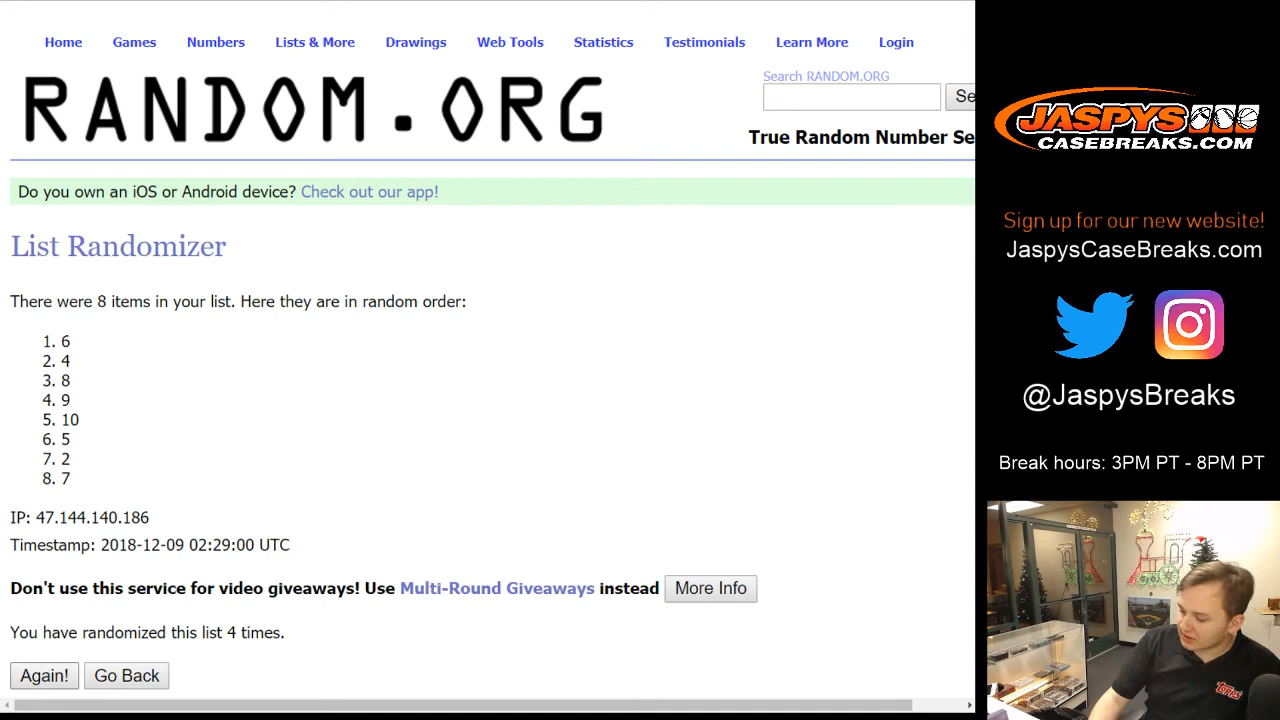 Home Games Numbers Lists & More Drawings Web Tools Statistics Testimonials Learn More Login
RANDOM.ORG
Search RANDOM.ORG
Se
True Random Number Se
Do you own an iOS or Android device? Check out our app!
List Randomizer
There were 8 items in your list. Here they are in random order:
1. 6
2. 4
3. 8
4. 9
5. 10
6. 5
7. 2
8. 7
IP: 47.144.140.186
Timestamp: 2018-12-09 02:29:00 UTC
Don't use this service for video giveaways! Use Multi-Round Giveaways instead More Info
You have randomized this list 4 times.
Again! Go Back
JASPYS
CASEBREAKS.COM
Sign up for our new website!
JaspysCaseBreaks.com
@JaspysBreaks
Break hours: 3PM PT - 8PM PT
topps